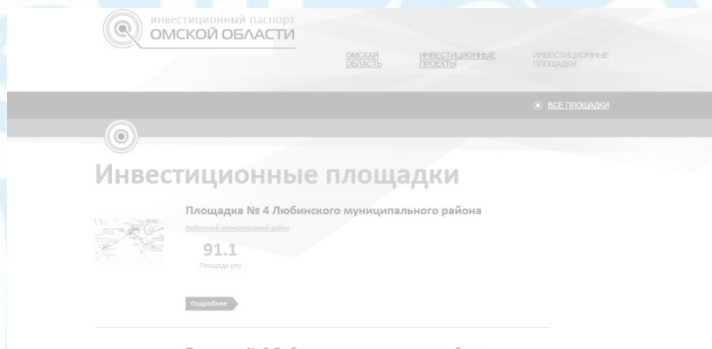 инвестиционный паспорт
ОМСКОЙ ОБЛАСТИ
ОМСКАЯ ОБЛАСТЬ
ИНВЕСТИЦИОННЫЕ ПРОЕКТЫ
ИНВЕСТИЦИОННЫЕ ПЛОЩАДКИ
ВСЕ ПЛОЩАДКИ
Инвестиционные площадки
Площадка № 4 Любинского муниципального района
Любинский муниципальный район
91.1
Площадь (га)
Подробнее